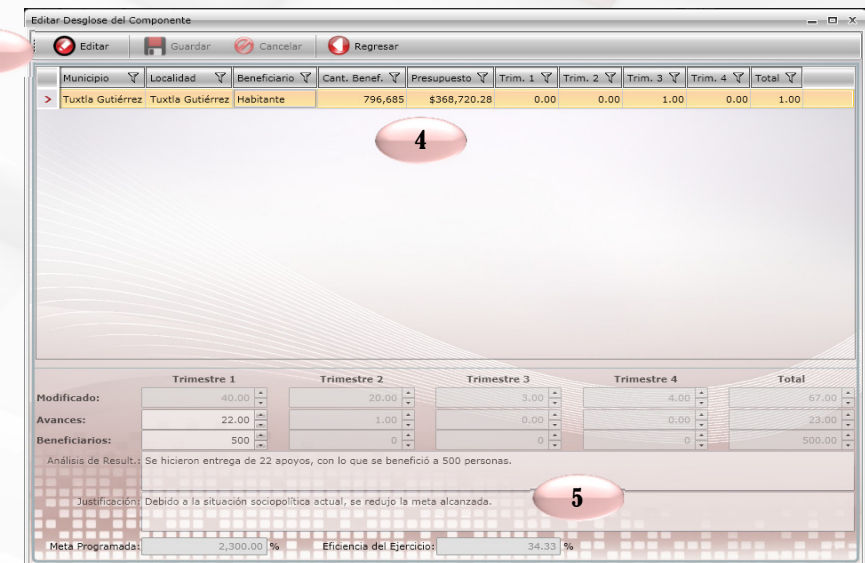 Editar Desglose del Componente
Editar Guardar Cancelar Regresar
Municipio Localidad Beneficiario Cant. Benef. Presupuesto Trim. 1 Trim. 2 Trim. 3 Trim. 4 Total
> Tuxtla Gutiérrez Tuxtla Gutiérrez Habitante 796,685 $368,720.28 0.00 0.00 1.00 0.00 1.00
4
Trimestre 1 Trimestre 2 Trimestre 3 Trimestre 4 Total
Modificado: 40.00 20.00 3.00 4.00 67.00
Avances: 22.00 1.00 0.00 0.00 23.00
Beneficiarios: 500 0 0 0 500.00
Análisis de Result.: Se hicieron entrega de 22 apoyos, con lo que se benefició a 500 personas.
Justificación: Debido a la situación sociopolítica actual, se redujo la meta alcanzada.
5
Meta Programada: 2,300.00 % Eficiencia del Ejercicio: 34.33 %